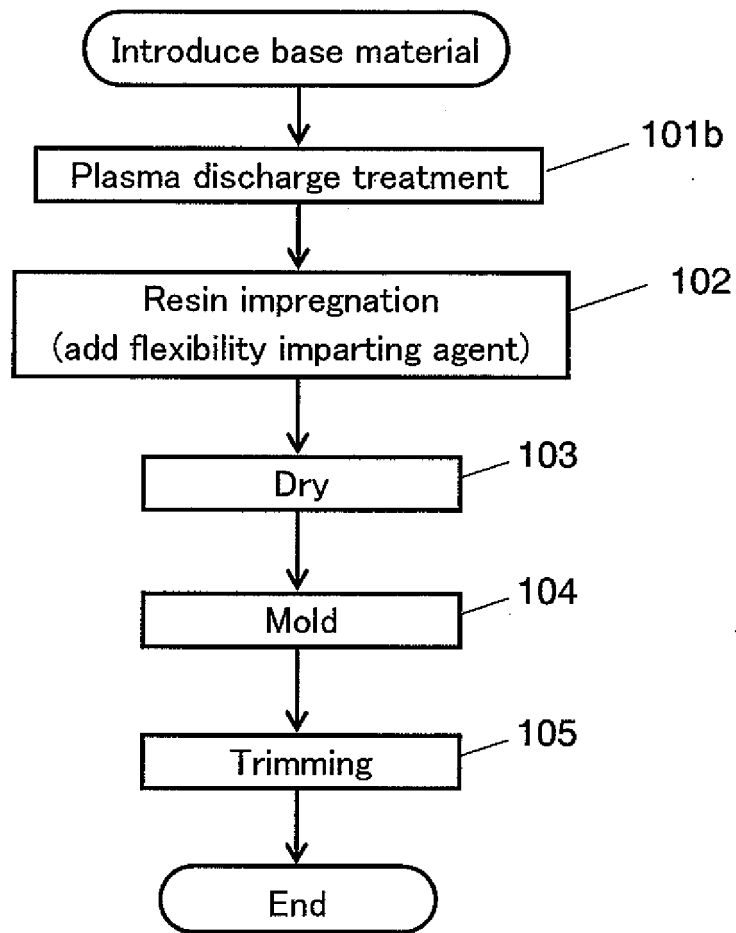 Introduce base material
101b
Plasma discharge treatment
102
Resin impregnation
(add flexibility imparting agent)
103
Dry
104
Mold
105
Trimming
End